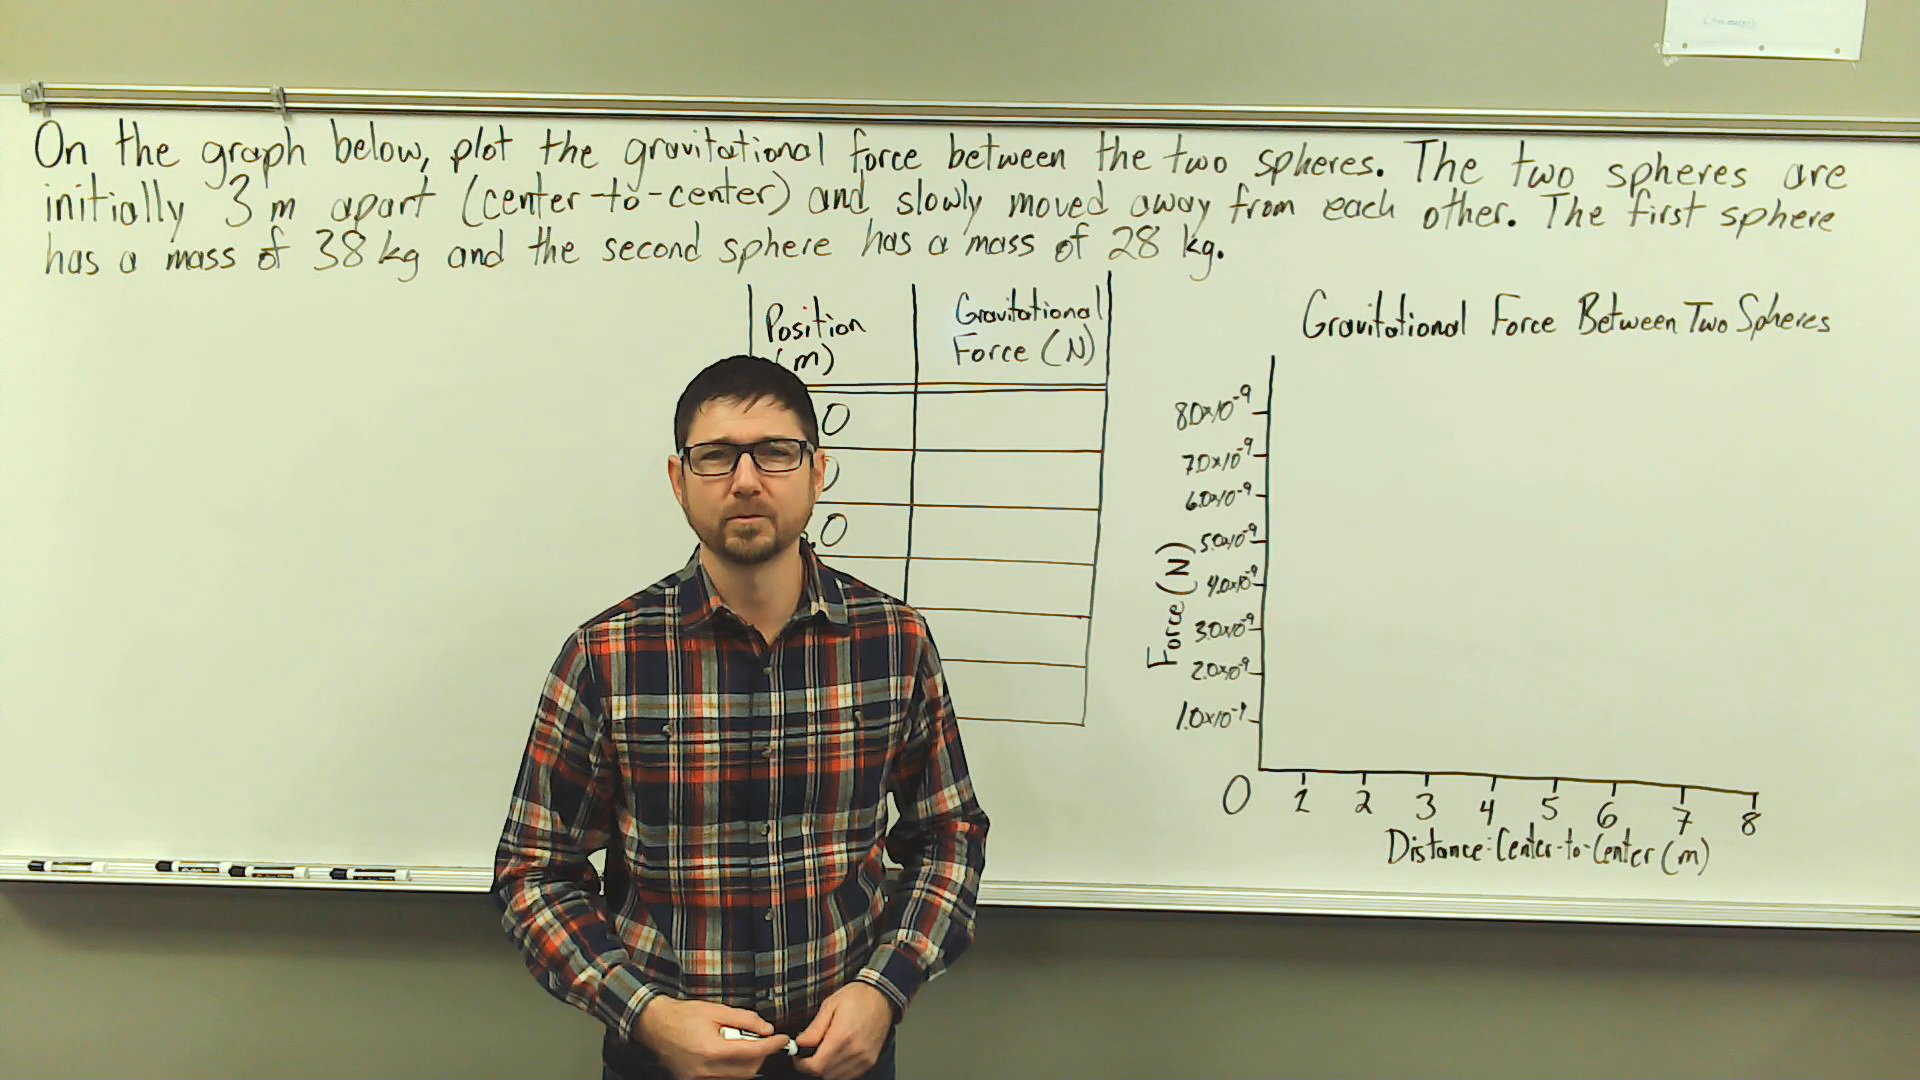 On the graph below, plot the gravitational force between the two spheres. The two spheres are
initially 3 m apart (center-to-center) and slowly moved away from each other. The first sphere
has a mass of 38 kg and the second sphere has a mass of 28 kg.
Position
(m)
Gravitational
Force (N)
0
.0
Gravitational Force Between Two Spheres
8.0x10⁻⁹
7.0x10⁻⁹
6.0x10⁻⁹
5.0x10⁻⁹
4.0x10⁻⁹
3.0x10⁻⁹
2.0x10⁻⁹
1.0x10⁻⁹
Force (N)
0 1 2 3 4 5 6 7 8
Distance: Center-to-Center (m)